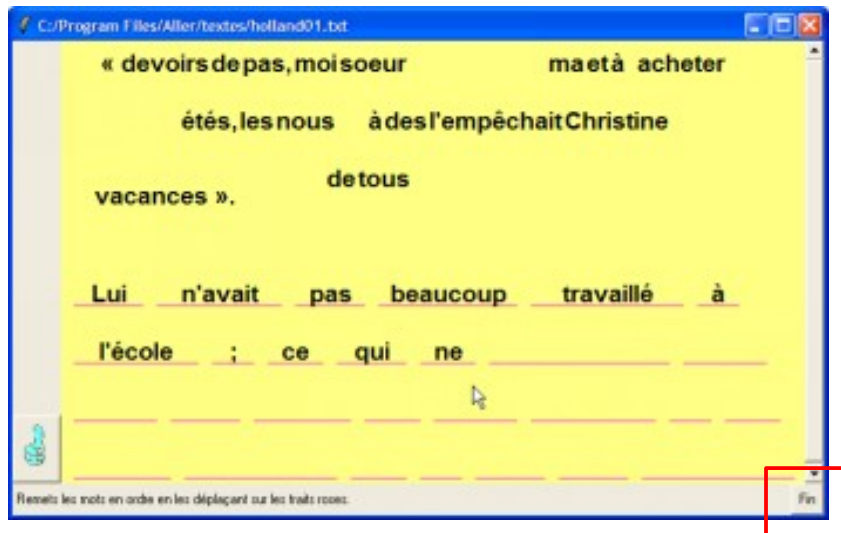 C:/Program Files/Aller/textes/holland01.txt
« devoirs de pas, moi soeur ma et à acheter
étés, les nous à des l'empêchait Christine
de tous
vacances ».
Lui n'avait pas beaucoup travaillé à
l'école ; ce qui ne
Remets les mots en ordre en les déplaçant sur les traits roses.
Fin